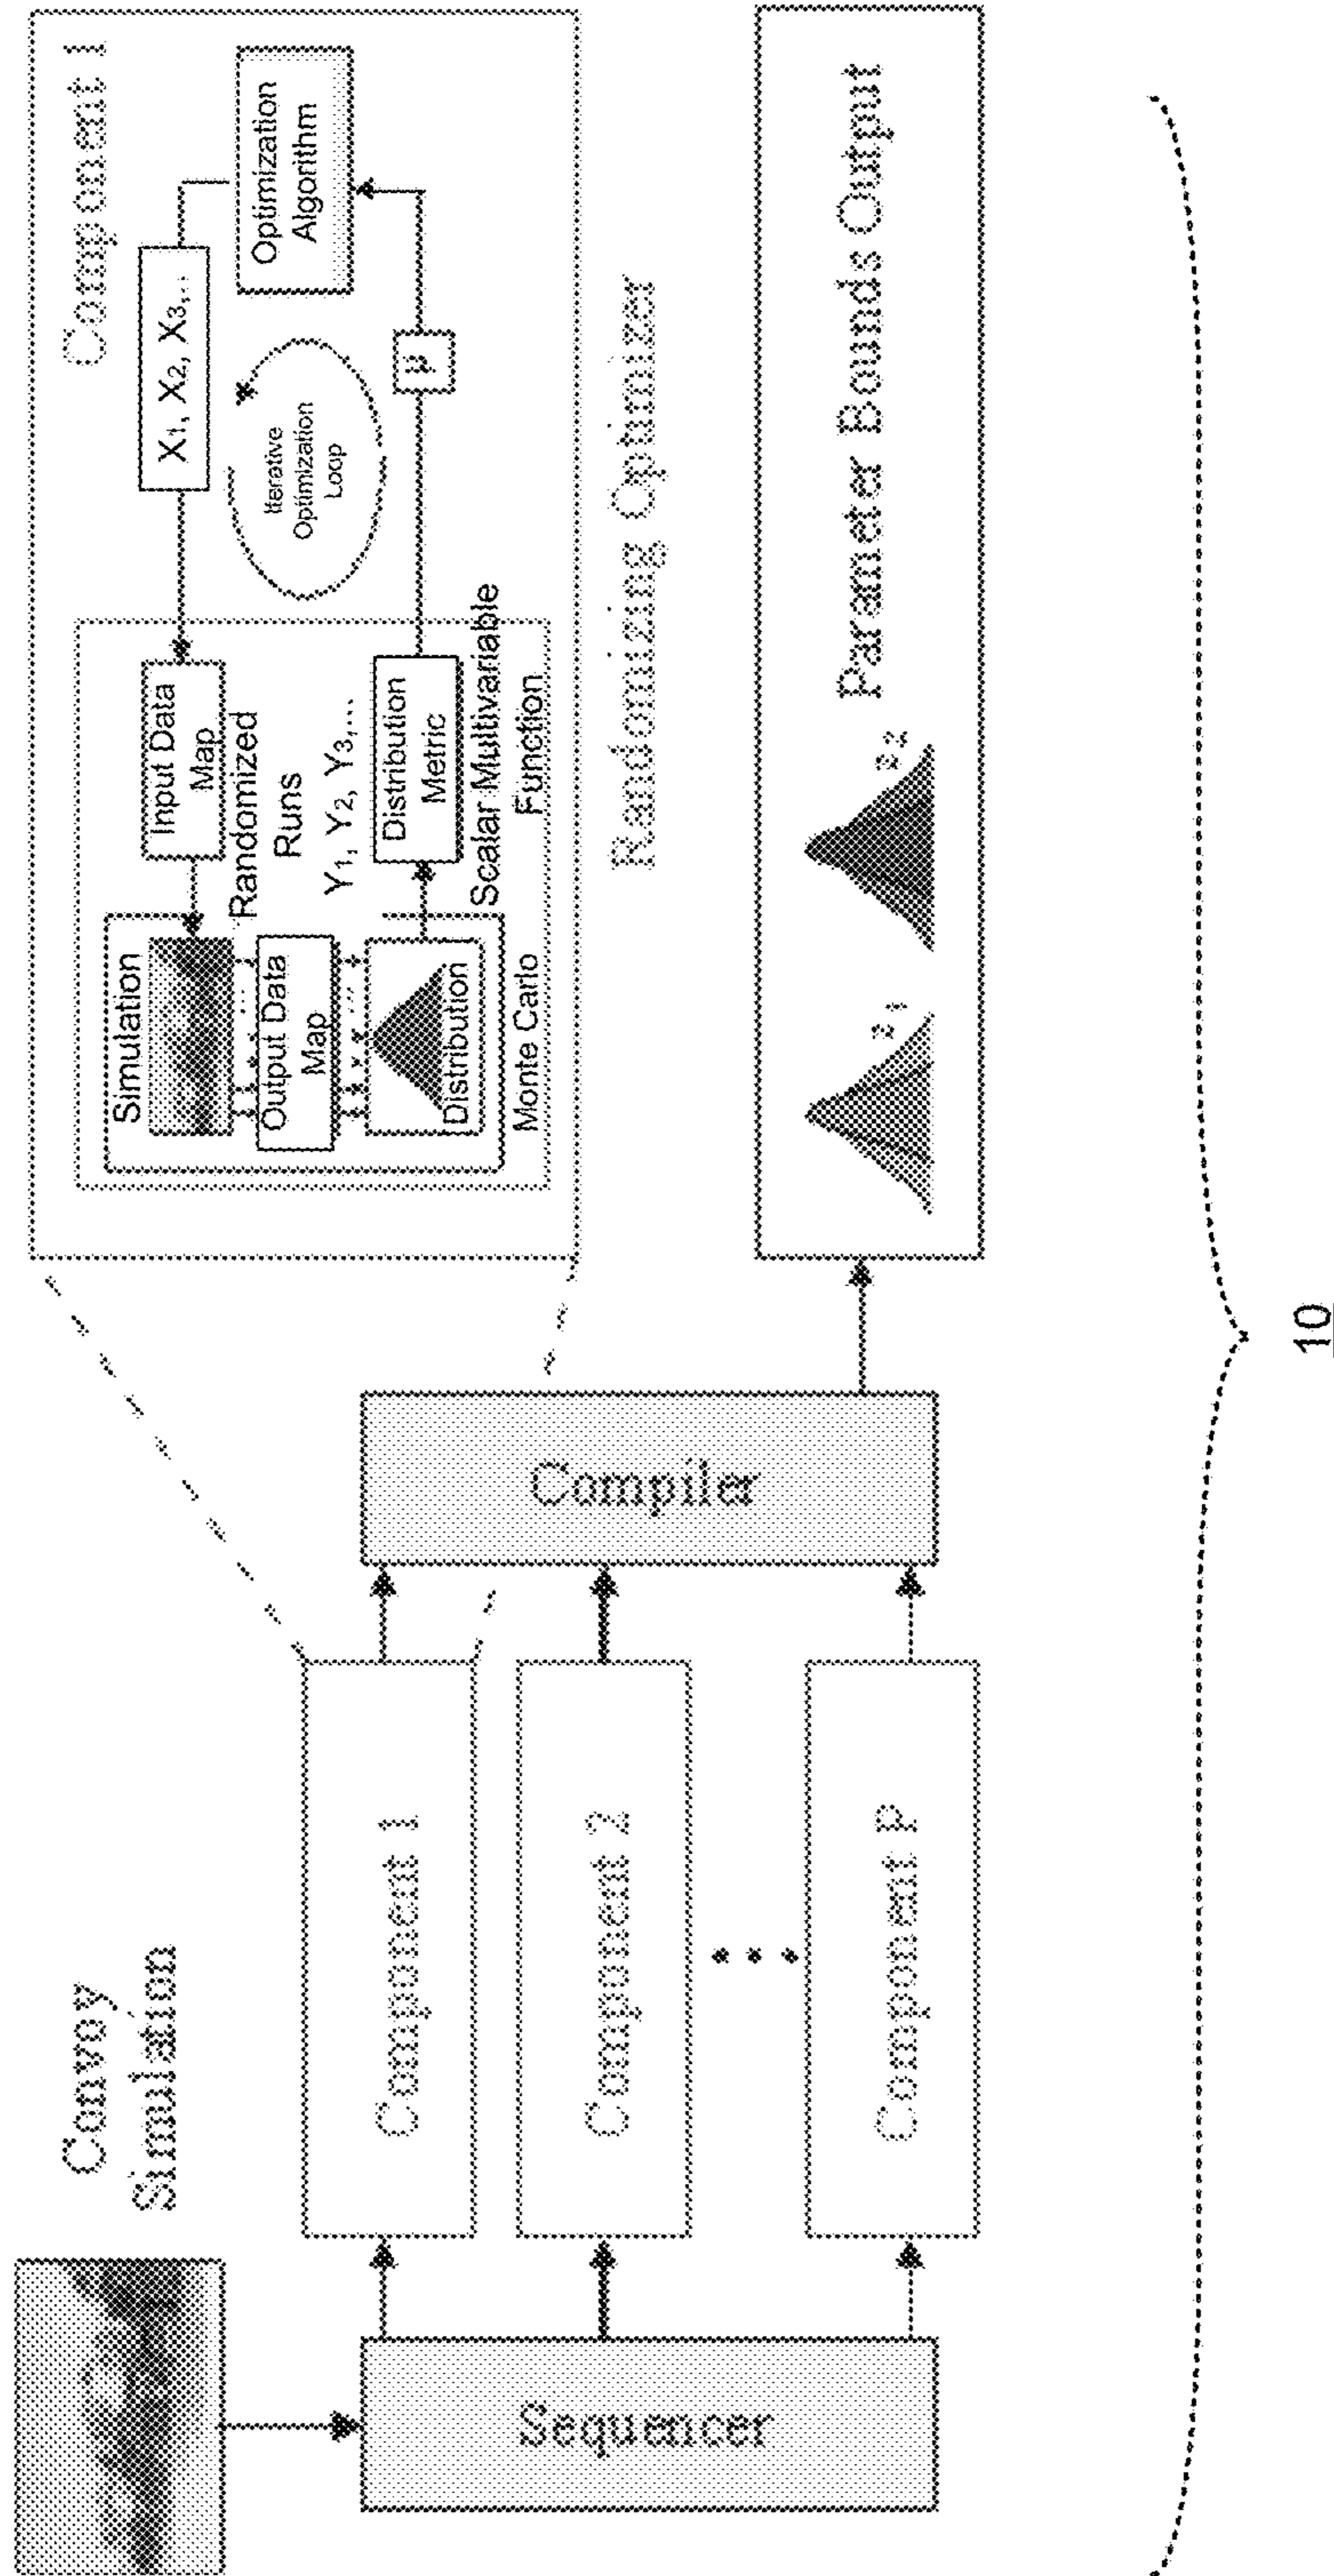 Convoy
Simulation
Sequencer
Component 1
Component 2
Component P
Compiler
Component 1
Simulation
Output Data
Map
Distribution
Monte Carlo
Input Data
Map
Randomized
Runs
Y1, Y2, Y3,...
Distribution
Metric
Scalar Multivariable
Function
X1, X2, X3,...
Iterative
Optimization
Loop
μ
Optimization
Algorithm
Randomizing Optimizer
Parameter Bounds Output
10